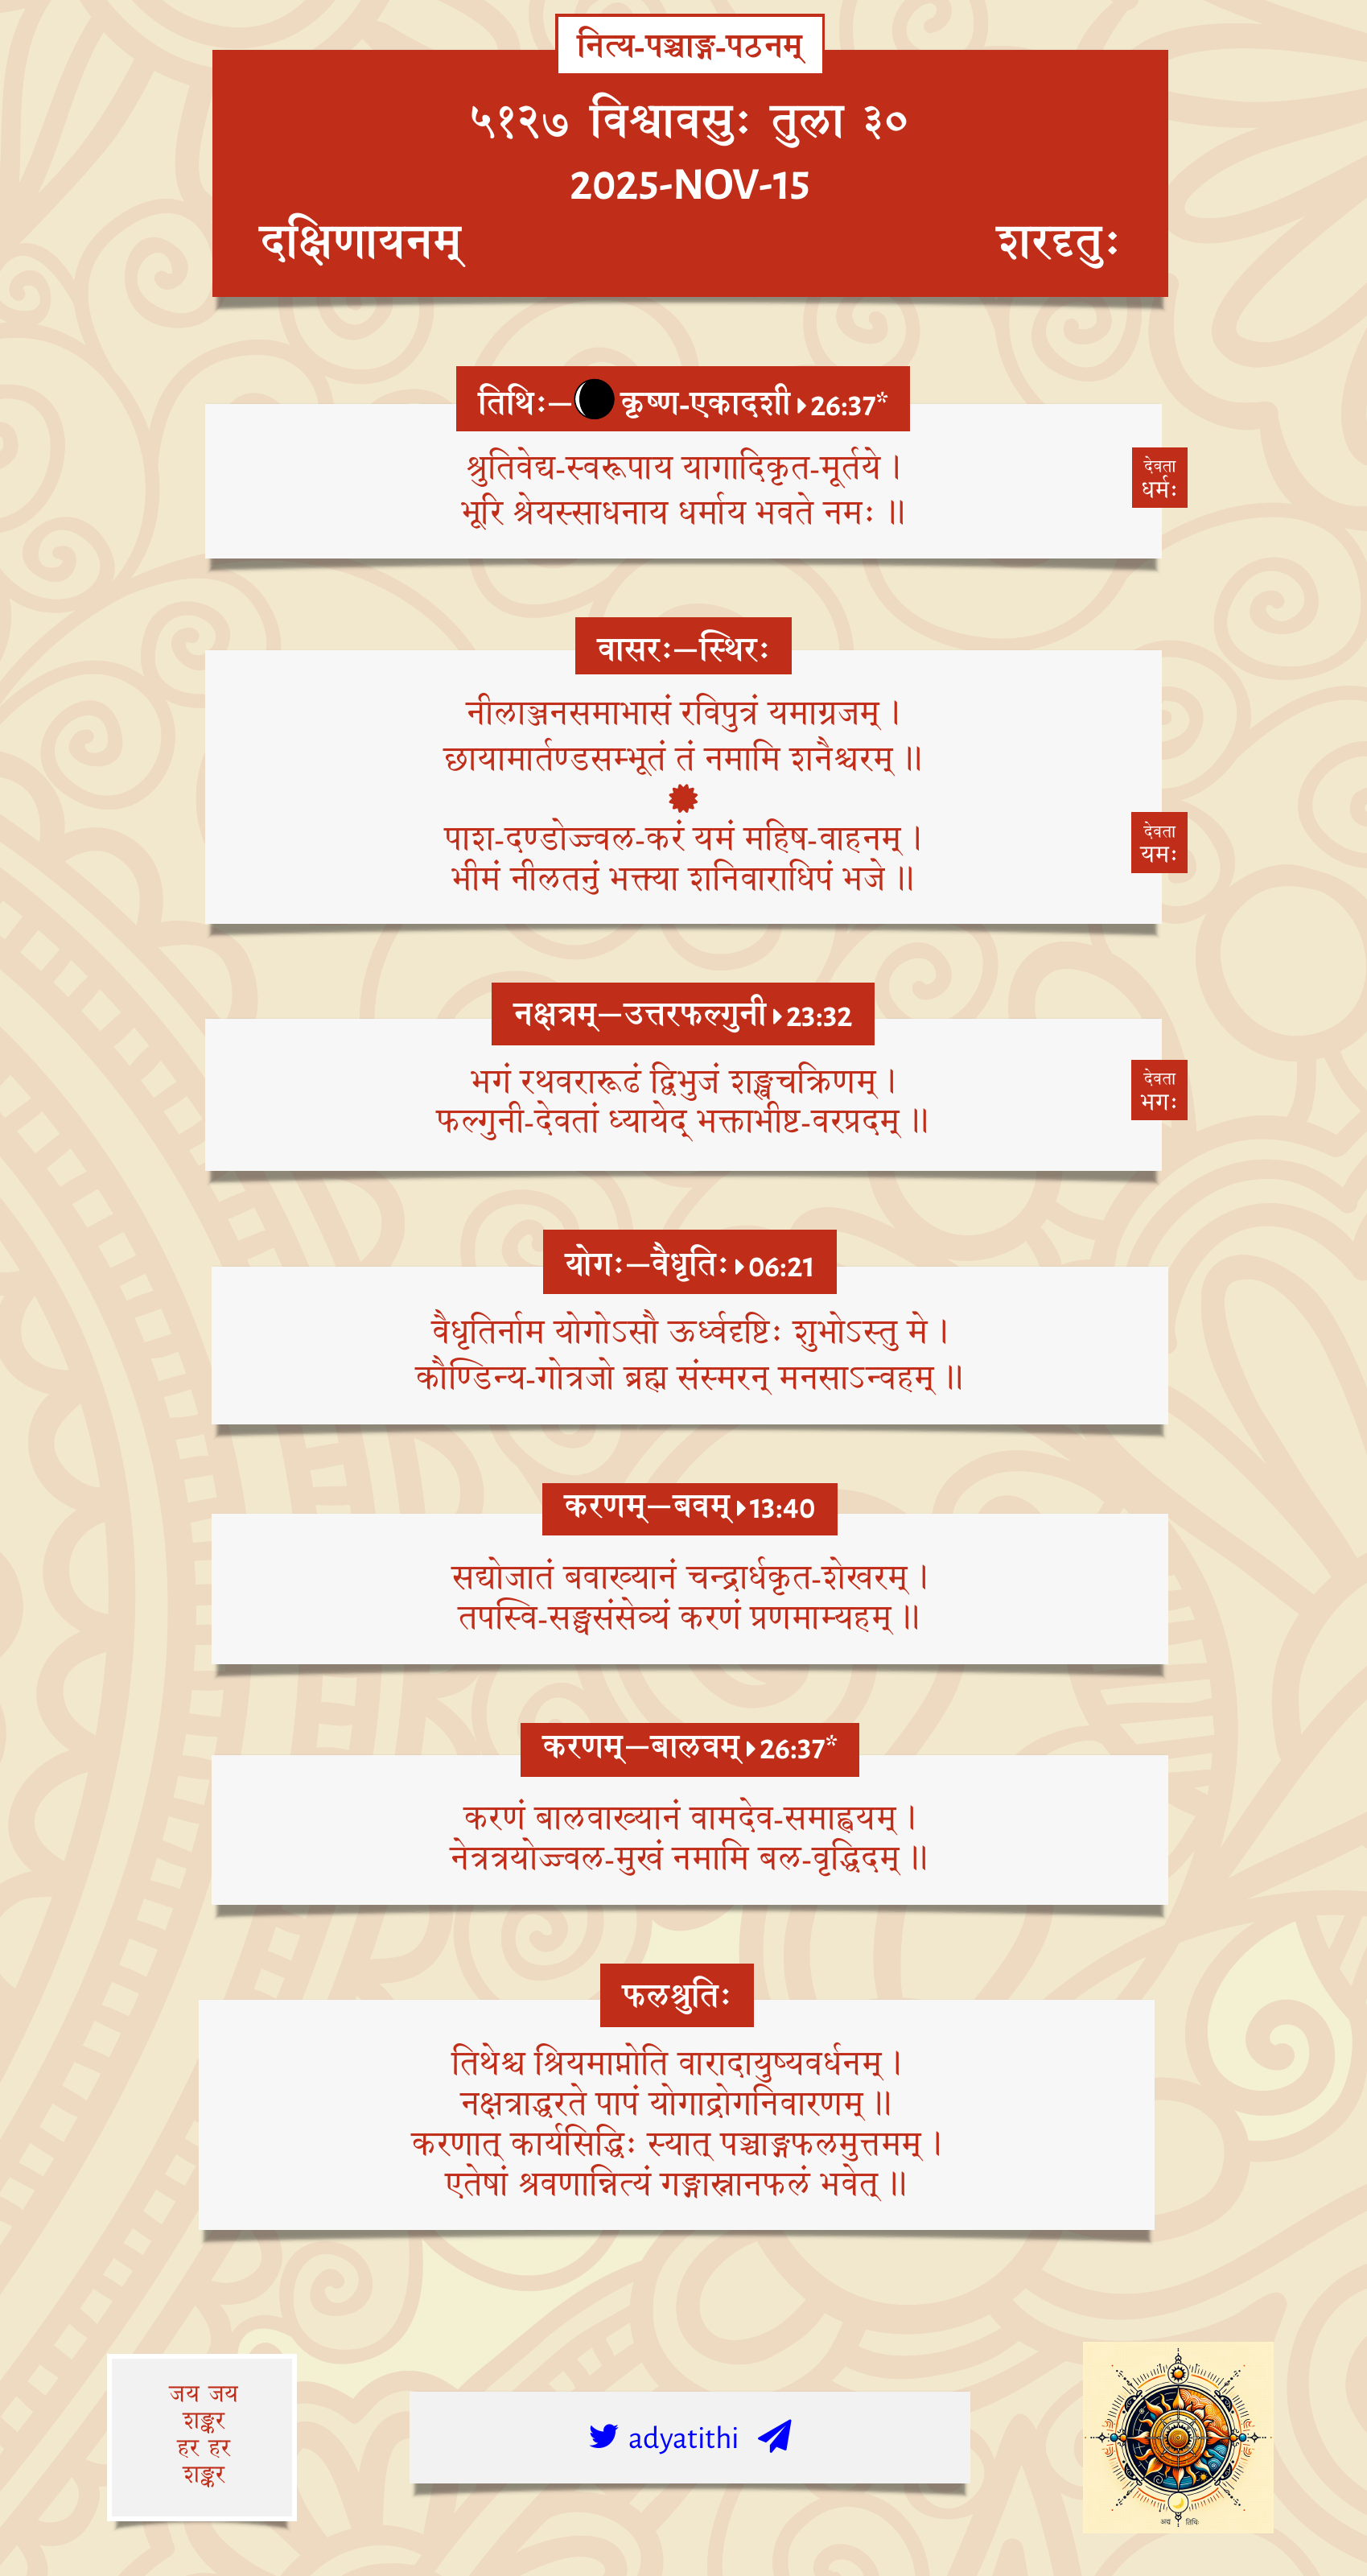 नित्य-पञ्चाङ्ग-पठनम्
५१२७ विश्वावसुः तुला ३०
2025-NOV-15
दक्षिणायनम् शरदृतुः
तिथिः—कृष्ण-एकादशी 26:37*
श्रुतिवेद्य-स्वरूपाय यागादिकृत-मूर्तये ।
भूरि श्रेयस्साधनाय धर्माय भवते नमः ॥
देवता
धर्मः
वासरः—स्थिरः
नीलाञ्जनसमाभासं रविपुत्रं यमाग्रजम् ।
छायामार्तण्डसम्भूतं तं नमामि शनैश्चरम् ॥
पाश-दण्डोज्ज्वल-करं यमं महिष-वाहनम् ।
भीमं नीलतनुं भक्त्या शनिवाराधिपं भजे ॥
देवता
यमः
नक्षत्रम्—उत्तरफल्गुनी 23:32
भगं रथवरारूढं द्विभुजं शङ्खचक्रिणम् ।
फल्गुनी-देवतां ध्यायेद् भक्ताभीष्ट-वरप्रदम् ॥
देवता
भगः
योगः—वैधृतिः 06:21
वैधृतिर्नाम योगोऽसौ ऊर्ध्वदृष्टिः शुभोऽस्तु मे ।
कौण्डिन्य-गोत्रजो ब्रह्म संस्मरन् मनसाऽन्वहम् ॥
करणम्—बवम् 13:40
सद्योजातं बवाख्यानं चन्द्रार्धकृत-शेखरम् ।
तपस्वि-सङ्घसंसेव्यं करणं प्रणमाम्यहम् ॥
करणम्—बालवम् 26:37*
करणं बालवाख्यानं वामदेव-समाह्वयम् ।
नेत्रत्रयोज्ज्वल-मुखं नमामि बल-वृद्धिदम् ॥
फलश्रुतिः
तिथेश्च श्रियमाप्नोति वारादायुष्यवर्धनम् ।
नक्षत्राद्धरते पापं योगाद्रोगनिवारणम् ॥
करणात् कार्यसिद्धिः स्यात् पञ्चाङ्गफलमुत्तमम् ।
एतेषां श्रवणान्नित्यं गङ्गास्नानफलं भवेत् ॥
जय जय
शङ्कर
हर हर
शङ्कर
adyatithi
अद्य तिथिः